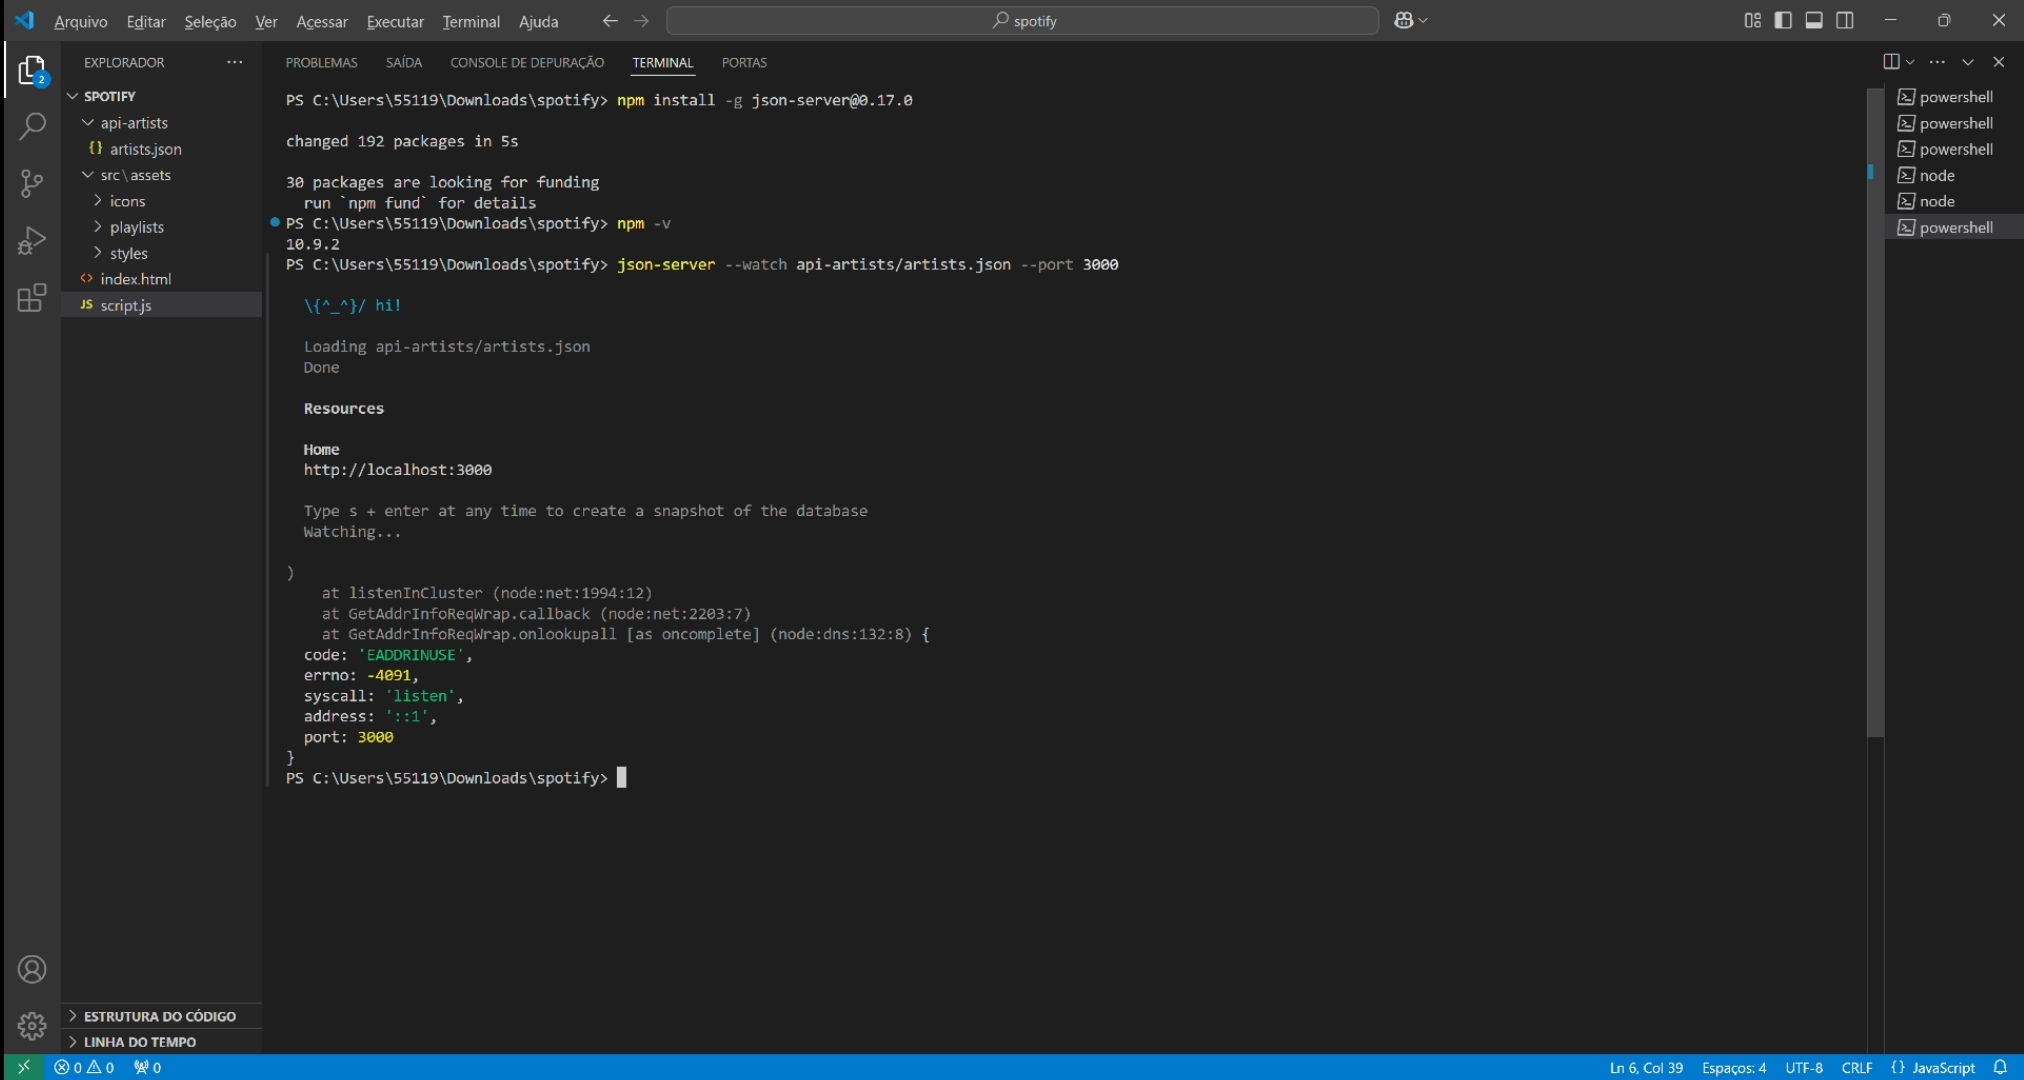 Arquivo Editar Seleção Ver Acessar Executar Terminal Ajuda
spotify
2
EXPLORADOR ...
SPOTIFY
api-artists
{} artists.json
src\assets
icons
playlists
styles
<> index.html
JS script.js
ESTRUTURA DO CÓDIGO
LINHA DO TEMPO
PROBLEMAS SAÍDA CONSOLE DE DEPURAÇÃO TERMINAL PORTAS
PS C:\Users\55119\Downloads\spotify> npm install -g json-server@0.17.0
changed 192 packages in 5s
30 packages are looking for funding
run `npm fund` for details
PS C:\Users\55119\Downloads\spotify> npm -v
10.9.2
PS C:\Users\55119\Downloads\spotify> json-server --watch api-artists/artists.json --port 3000
\{^_^}/ hi!
Loading api-artists/artists.json
Done
Resources
Home
http://localhost:3000
Type s + enter at any time to create a snapshot of the database
Watching...
)
at listenInCluster (node:net:1994:12)
at GetAddrInfoReqWrap.callback (node:net:2203:7)
at GetAddrInfoReqWrap.onlookupall [as oncomplete] (node:dns:132:8) {
code: 'EADDRINUSE',
errno: -4091,
syscall: 'listen',
address: '::1',
port: 3000
}
PS C:\Users\55119\Downloads\spotify>
powershell
powershell
powershell
node
node
powershell
0 0 0
Ln 6, Col 39 Espaços: 4 UTF-8 CRLF {} JavaScript